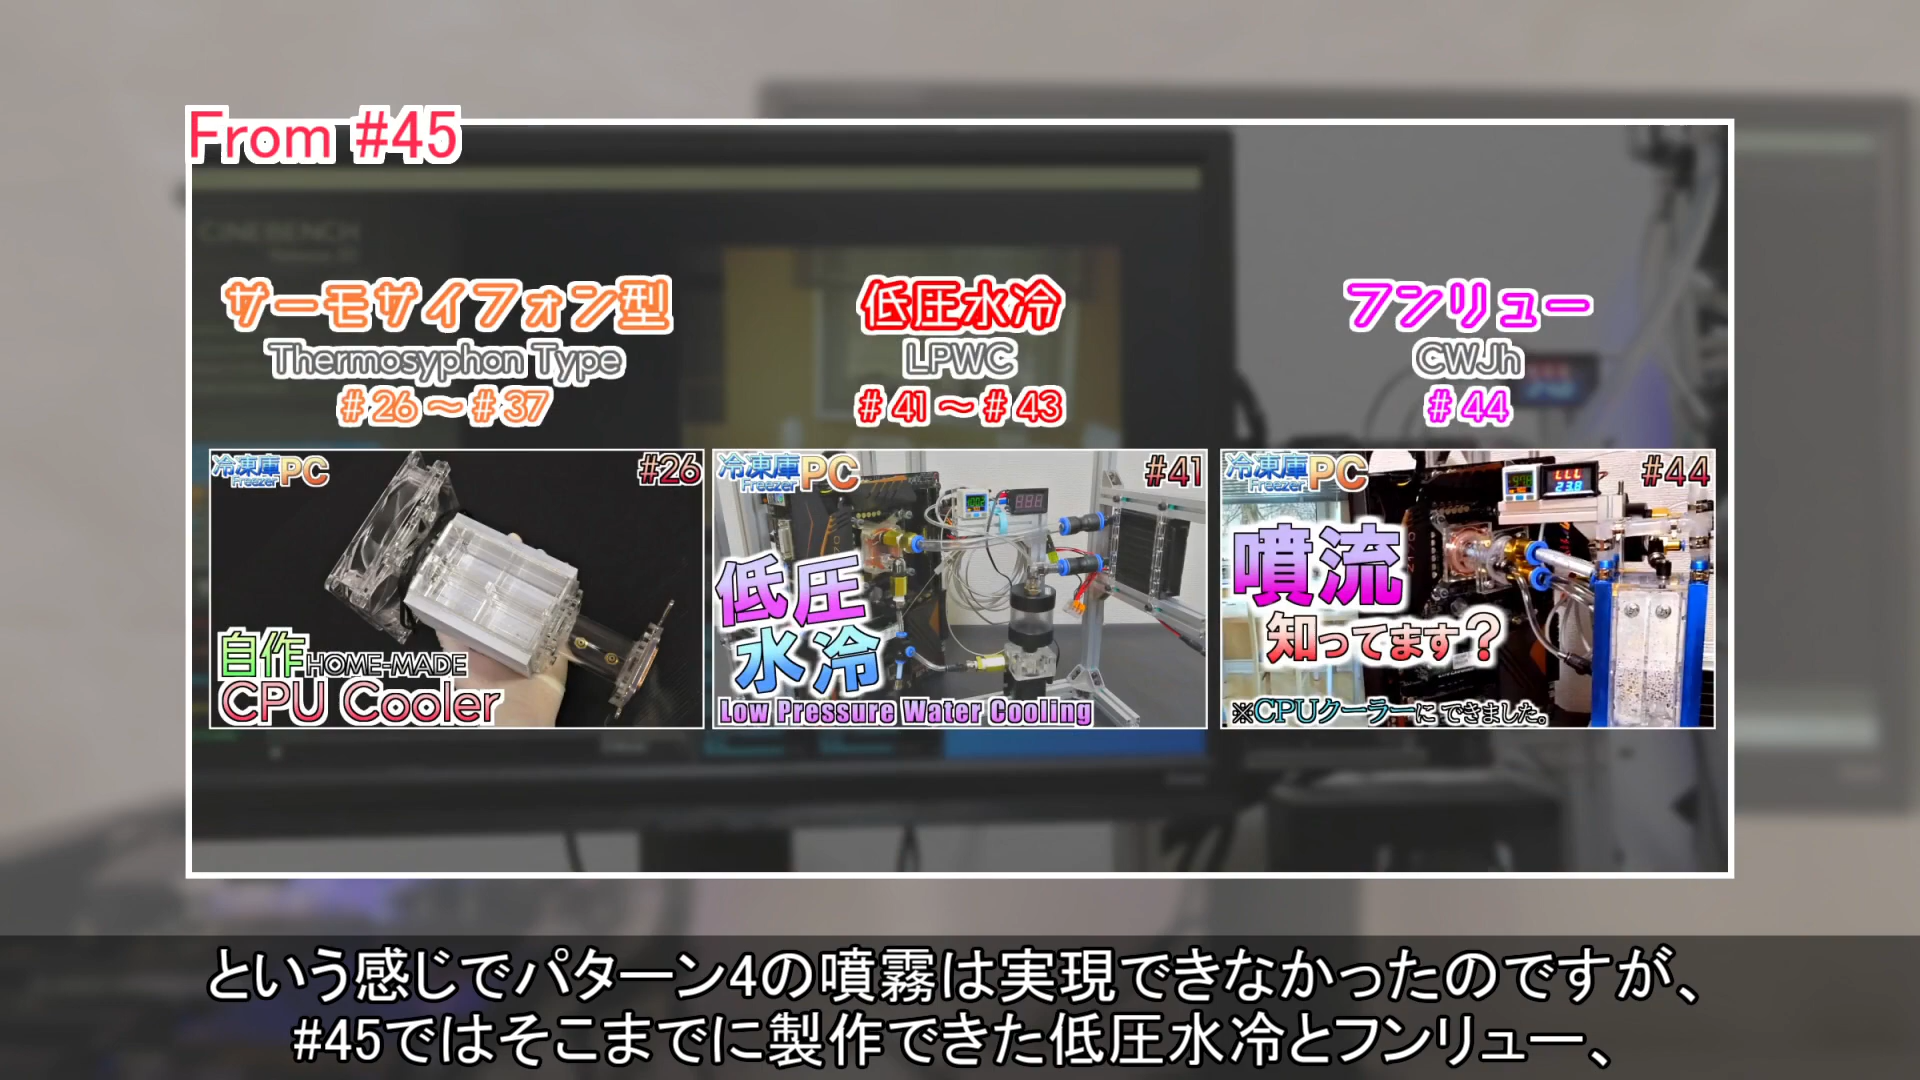 From #45
CINEBENCH
サーモサイフォン型
Thermosyphon Type
#26～#37
低圧水冷
LPWC
#41～#43
フンリュー
CWJh
#44
冷凍庫PC
Freezer
#26
自作HOME-MADE
CPU Cooler
冷凍庫PC
Freezer
#41
低圧
水冷
Low Pressure Water Cooling
冷凍庫PC
Freezer
#44
23.8
噴流
知ってます？
※CPUクーラーに できました。
という感じでパターン4の噴霧は実現できなかったのですが、
#45ではそこまでに製作できた低圧水冷とフンリュー、